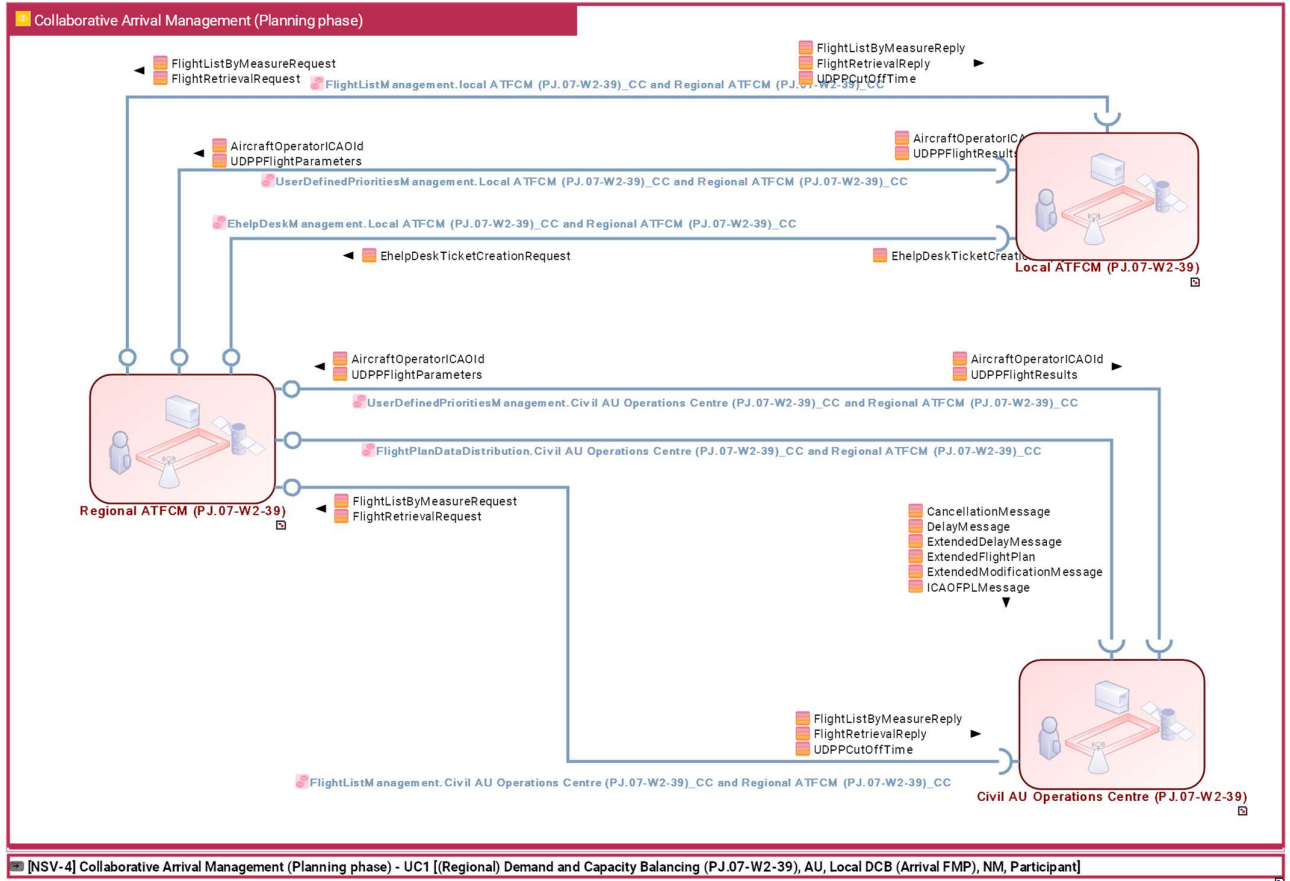 Collaborative Arrival Management (Planning phase)
FlightListByMeasureRequest
FlightRetrievalRequest
FlightListByMeasureReply
FlightRetrievalReply
UDPPCutOffTime
FlightListManagement.local ATFCM (PJ.07-W2-39)_CC and Regional ATFCM (PJ.07-W2-39)_CC
AircraftOperatorICAOId
UDPPFlightParameters
UDPPFlightResults
UserDefinedPrioritiesManagement.Local ATFCM (PJ.07-W2-39)_CC and Regional ATFCM (PJ.07-W2-39)_CC
EhelpDeskManagement.Local ATFCM (PJ.07-W2-39)_CC and Regional ATFCM (PJ.07-W2-39)_CC
EhelpDeskTicketCreationRequest
Local ATFCM (PJ.07-W2-39)
AircraftOperatorICAOId
UDPPFlightParameters
AircraftOperatorICAOId
UDPPFlightResults
UserDefinedPrioritiesManagement.Civil AU Operations Centre (PJ.07-W2-39)_CC and Regional ATFCM (PJ.07-W2-39)_CC
FlightPlanDataDistribution.Civil AU Operations Centre (PJ.07-W2-39)_CC and Regional ATFCM (PJ.07-W2-39)_CC
Regional ATFCM (PJ.07-W2-39)
FlightListByMeasureRequest
FlightRetrievalRequest
CancellationMessage
DelayMessage
ExtendedDelayMessage
ExtendedFlightPlan
ExtendedModificationMessage
ICAOFPLMessage
FlightListByMeasureReply
FlightRetrievalReply
UDPPCutOffTime
FlightListManagement.Civil AU Operations Centre (PJ.07-W2-39)_CC and Regional ATFCM (PJ.07-W2-39)_CC
Civil AU Operations Centre (PJ.07-W2-39)
[NSV-4] Collaborative Arrival Management (Planning phase) - UC1 [(Regional) Demand and Capacity Balancing (PJ.07-W2-39), AU, Local DCB (Arrival FMP), NM, Participant]